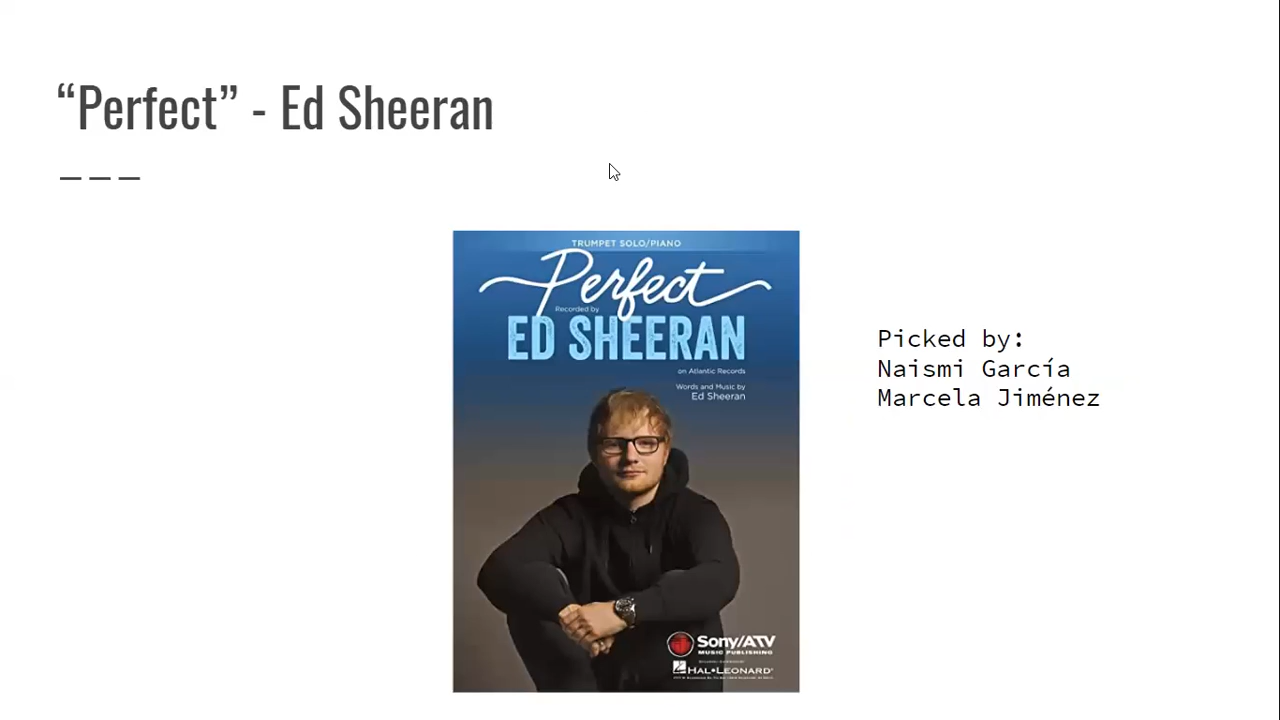 “Perfect” - Ed Sheeran
TRUMPET SOLO/PIANO
Perfect
Recorded by
ED SHEERAN
on Atlantic Records
Words and Music by
Ed Sheeran
Picked by:
Naismi García
Marcela Jiménez
Sony/ATV
MUSIC PUBLISHING
HAL•LEONARD